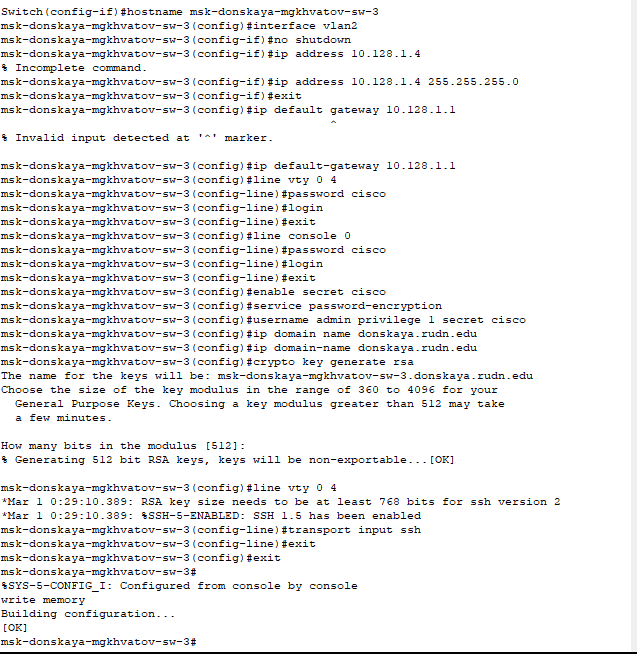 Switch(config-if)#hostname msk-donskaya-mgkhvatov-sw-3
msk-donskaya-mgkhvatov-sw-3(config)#interface vlan2
msk-donskaya-mgkhvatov-sw-3(config-if)#no shutdown
msk-donskaya-mgkhvatov-sw-3(config-if)#ip address 10.128.1.4
% Incomplete command.
msk-donskaya-mgkhvatov-sw-3(config-if)#ip address 10.128.1.4 255.255.255.0
msk-donskaya-mgkhvatov-sw-3(config-if)#exit
msk-donskaya-mgkhvatov-sw-3(config)#ip default gateway 10.128.1.1
^
% Invalid input detected at '^' marker.
msk-donskaya-mgkhvatov-sw-3(config)#ip default-gateway 10.128.1.1
msk-donskaya-mgkhvatov-sw-3(config)#line vty 0 4
msk-donskaya-mgkhvatov-sw-3(config-line)#password cisco
msk-donskaya-mgkhvatov-sw-3(config-line)#login
msk-donskaya-mgkhvatov-sw-3(config-line)#exit
msk-donskaya-mgkhvatov-sw-3(config)#line console 0
msk-donskaya-mgkhvatov-sw-3(config-line)#password cisco
msk-donskaya-mgkhvatov-sw-3(config-line)#login
msk-donskaya-mgkhvatov-sw-3(config-line)#exit
msk-donskaya-mgkhvatov-sw-3(config)#enable secret cisco
msk-donskaya-mgkhvatov-sw-3(config)#service password-encryption
msk-donskaya-mgkhvatov-sw-3(config)#username admin privilege 1 secret cisco
msk-donskaya-mgkhvatov-sw-3(config)#ip domain name donskaya.rudn.edu
msk-donskaya-mgkhvatov-sw-3(config)#ip domain-name donskaya.rudn.edu
msk-donskaya-mgkhvatov-sw-3(config)#crypto key generate rsa
The name for the keys will be: msk-donskaya-mgkhvatov-sw-3.donskaya.rudn.edu
Choose the size of the key modulus in the range of 360 to 4096 for your
General Purpose Keys. Choosing a key modulus greater than 512 may take
a few minutes.
How many bits in the modulus [512]:
% Generating 512 bit RSA keys, keys will be non-exportable...[OK]
msk-donskaya-mgkhvatov-sw-3(config)#line vty 0 4
*Mar 1 0:29:10.389: RSA key size needs to be at least 768 bits for ssh version 2
*Mar 1 0:29:10.389: %SSH-5-ENABLED: SSH 1.5 has been enabled
msk-donskaya-mgkhvatov-sw-3(config-line)#transport input ssh
msk-donskaya-mgkhvatov-sw-3(config-line)#exit
msk-donskaya-mgkhvatov-sw-3(config)#exit
msk-donskaya-mgkhvatov-sw-3#
%SYS-5-CONFIG_I: Configured from console by console
write memory
Building configuration...
[OK]
msk-donskaya-mgkhvatov-sw-3#